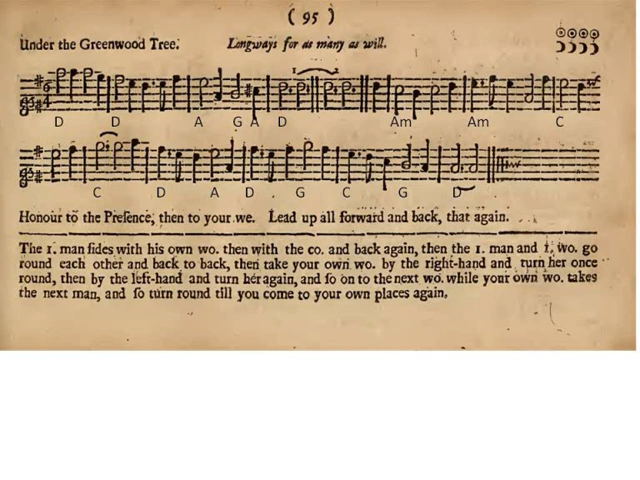 ( 95 )
Under the Greenwood Tree. Longways for as many as will.
1 2
D D A G A D Am Am C
C D A D G C G D
Honour to the Preſence, then to your we. Lead up all forward and back, that again.
The 1. man ſides with his own wo. then with the co. and back again, then the 1. man and 1. wo. go
round each other and back to back, then take your own wo. by the right-hand and turn her once
round, then by the left-hand and turn her again, and ſo on to the next wo. while your own wo. takes
the next man, and ſo turn round till you come to your own places again.